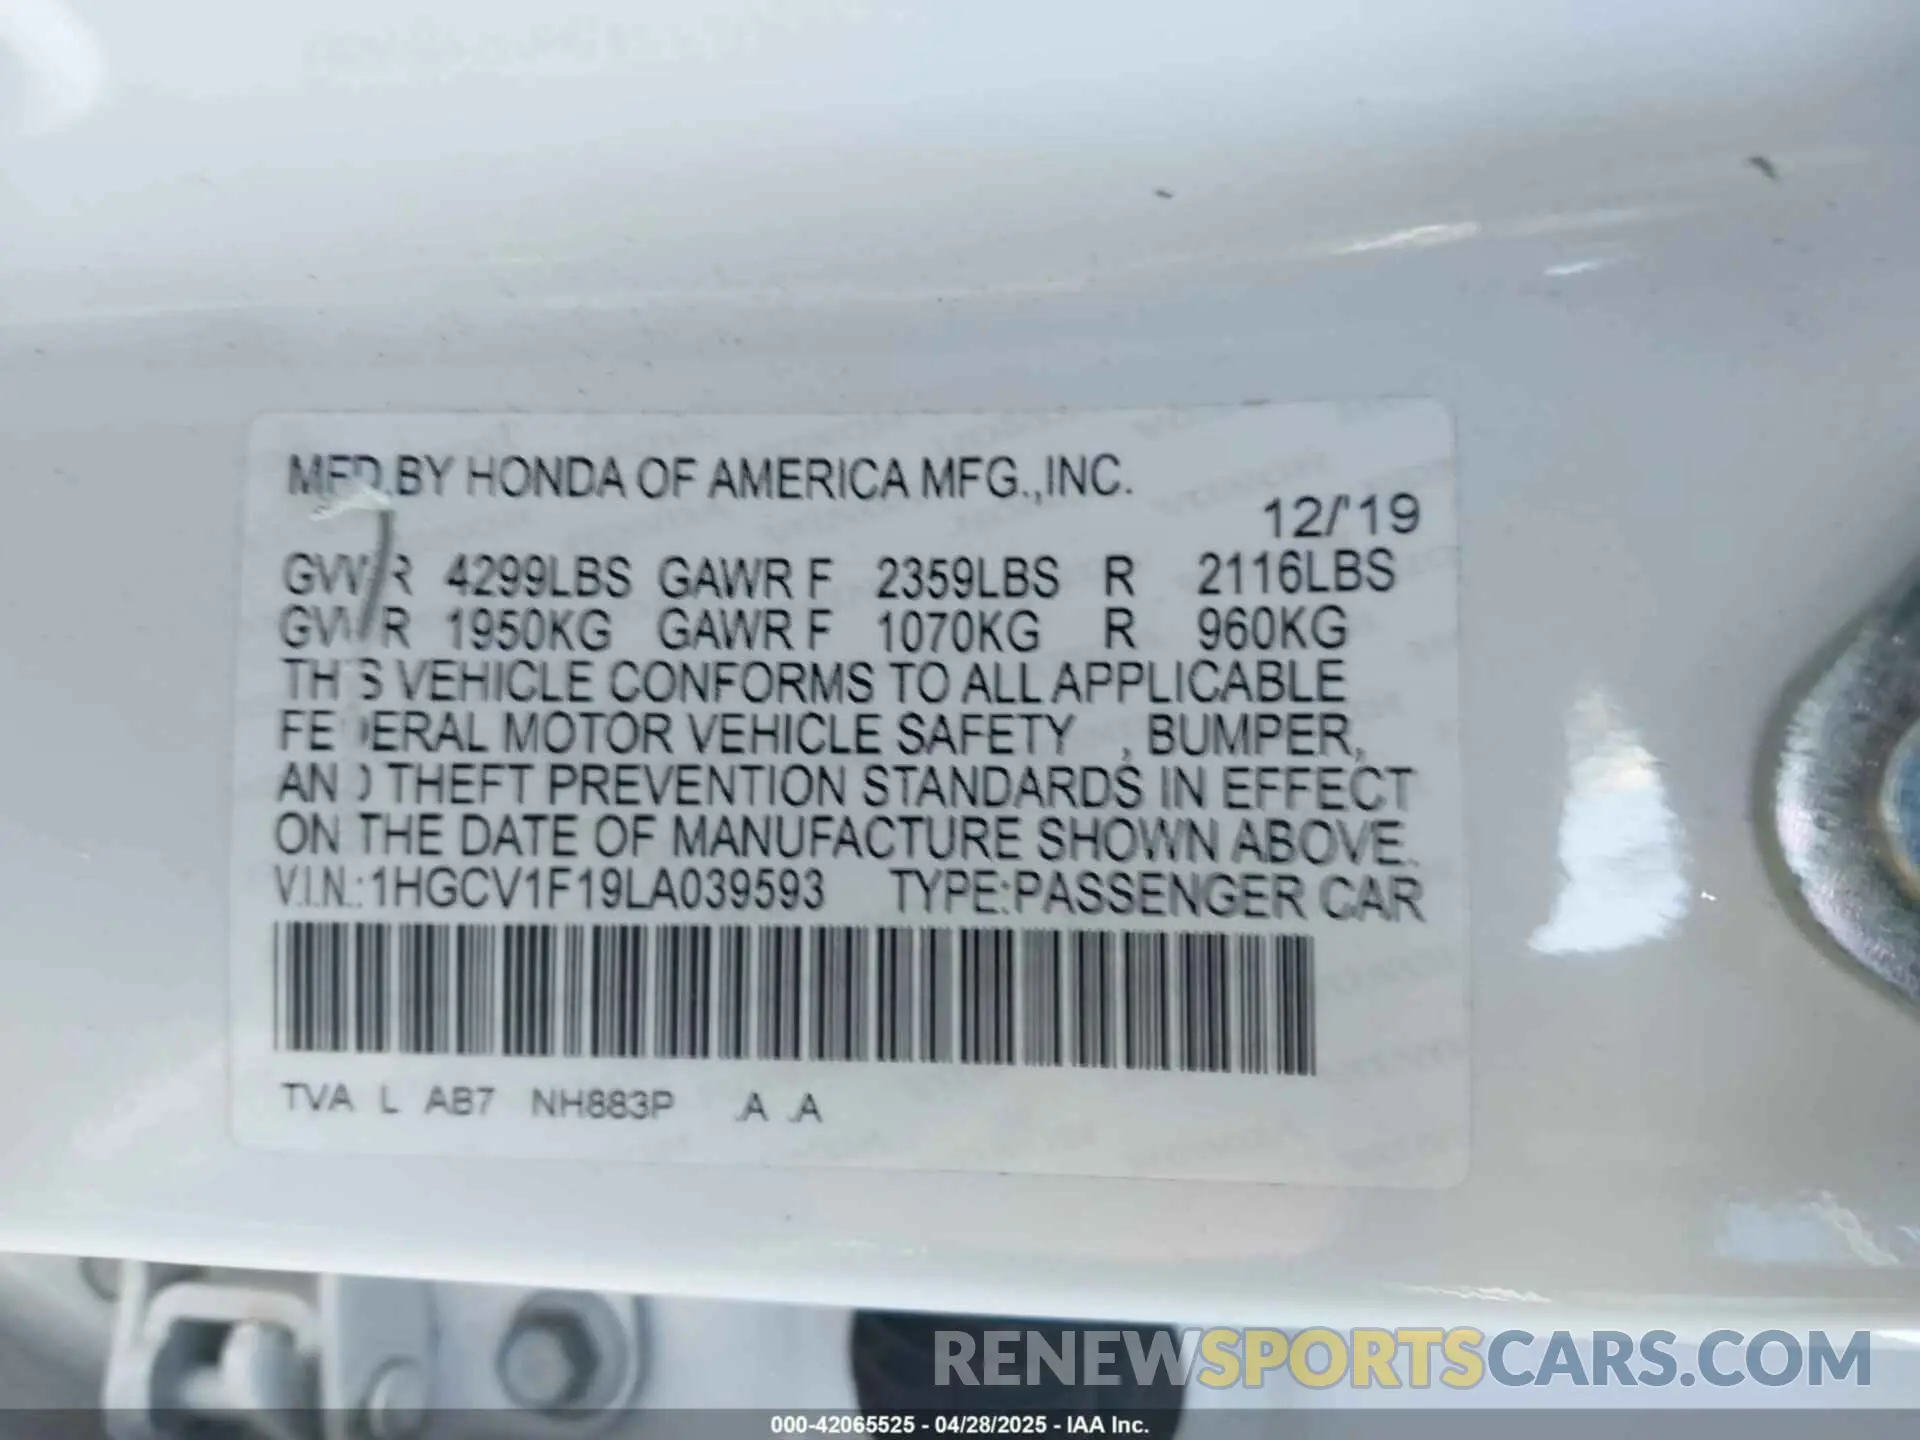 MFD.BY HONDA OF AMERICA MFG.,INC.
12/'19
GVWR 4299LBS GAWR F 2359LBS R 2116LBS
GVWR 1950KG GAWR F 1070KG R 960KG
THIS VEHICLE CONFORMS TO ALL APPLICABLE
FEDERAL MOTOR VEHICLE SAFETY , BUMPER,
AND THEFT PREVENTION STANDARDS IN EFFECT
ON THE DATE OF MANUFACTURE SHOWN ABOVE.
V.I.N.:1HGCV1F19LA039593 TYPE:PASSENGER CAR
TVA L AB7 NH883P A A
RENEWSPORTSCARS.COM
000-42065525 - 04/28/2025 - IAA Inc.